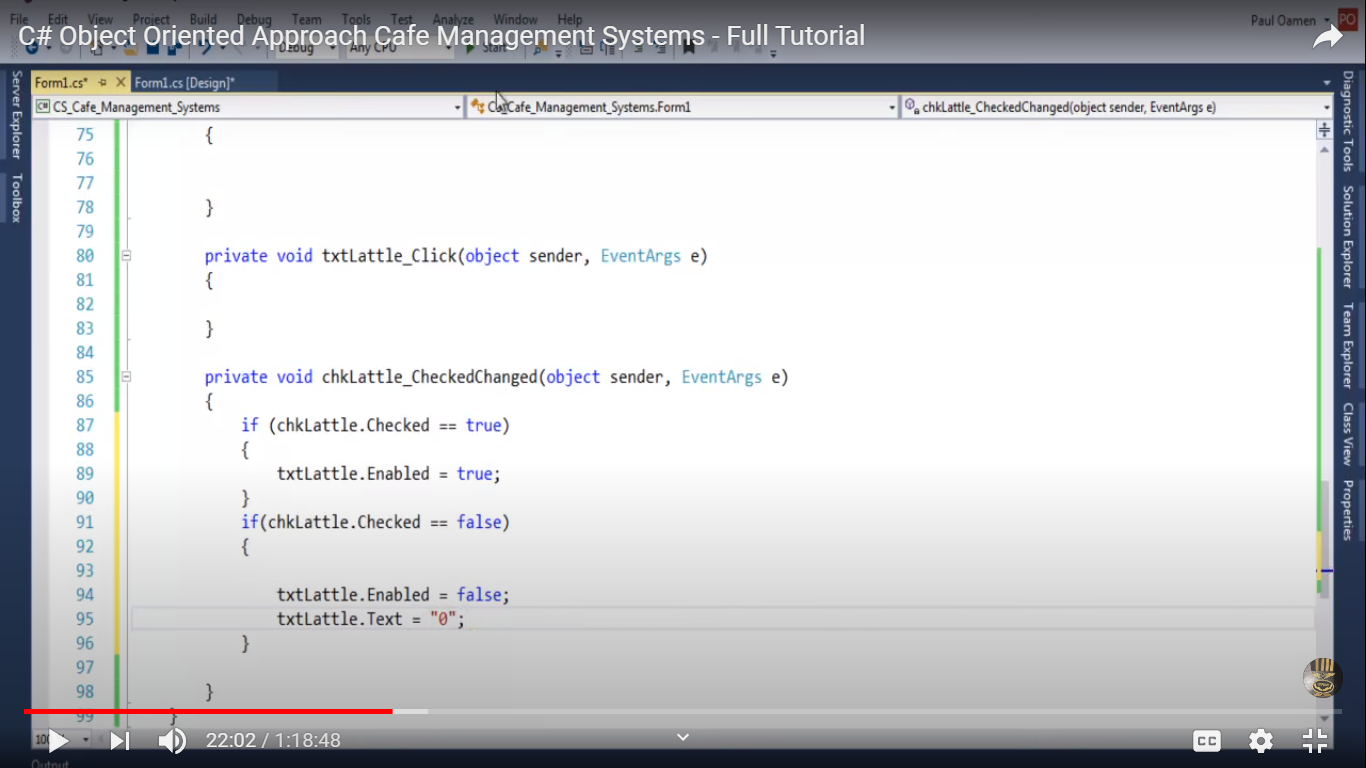 File Edit View Project Build Debug Team Tools Test Analyze Window Help
Paul Oamen
PO
C# Object Oriented Approach Cafe Management Systems - Full Tutorial
Debug Any CPU Start
Form1.cs* Form1.cs [Design]*
CS_Cafe_Management_Systems
Cafe_Management_Systems.Form1
chkLattle_CheckedChanged(object sender, EventArgs e)
Server Explorer
Toolbox
Diagnostic Tools
Solution Explorer
Team Explorer
Class View
Properties
75 {
76
77
78 }
79
80 private void txtLattle_Click(object sender, EventArgs e)
81 {
82
83 }
84
85 private void chkLattle_CheckedChanged(object sender, EventArgs e)
86 {
87 if (chkLattle.Checked == true)
88 {
89 txtLattle.Enabled = true;
90 }
91 if(chkLattle.Checked == false)
92 {
93
94 txtLattle.Enabled = false;
95 txtLattle.Text = "0";
96 }
97
98 }
99 }
22:02 / 1:18:48
CC
Output